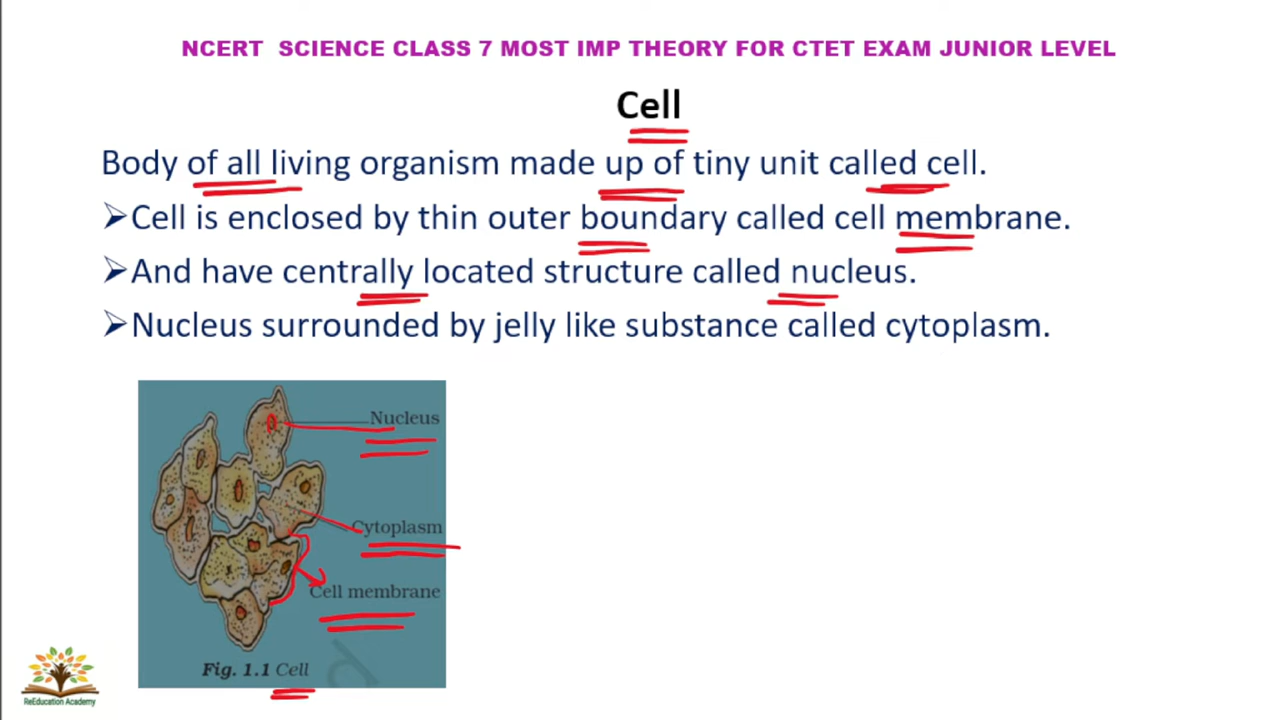 NCERT SCIENCE CLASS 7 MOST IMP THEORY FOR CTET EXAM JUNIOR LEVEL
Cell
Body of all living organism made up of tiny unit called cell.
➢Cell is enclosed by thin outer boundary called cell membrane.
➢And have centrally located structure called nucleus.
➢Nucleus surrounded by jelly like substance called cytoplasm.
Nucleus
Cytoplasm
Cell membrane
Fig. 1.1 Cell
ReEducation Academy